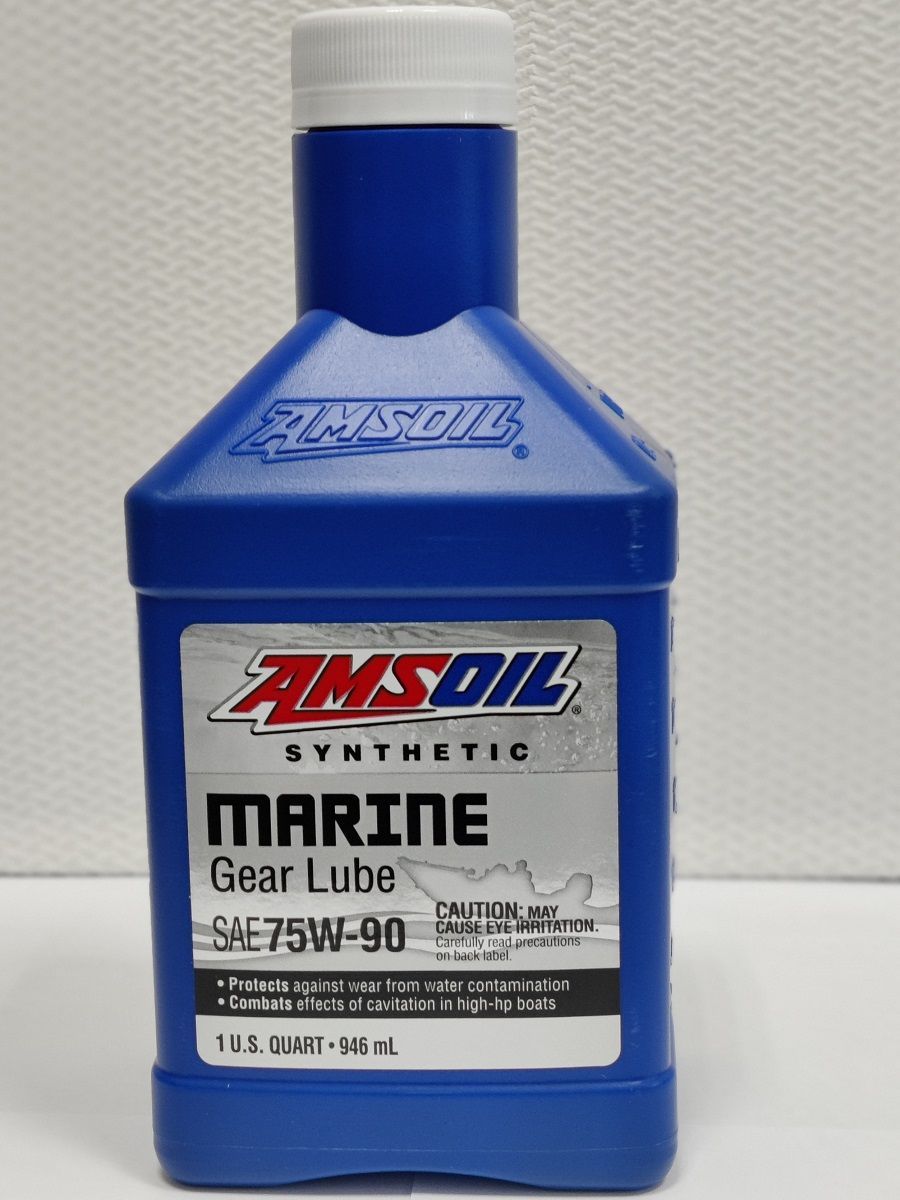 AMSOIL®
AMSOIL®
SYNTHETIC
MARINE
Gear Lube
SAE 75W-90
CAUTION: MAY
CAUSE EYE IRRITATION.
Carefully read precautions
on back label.
• Protects against wear from water contamination
• Combats effects of cavitation in high-hp boats
1 U.S. QUART • 946 mL